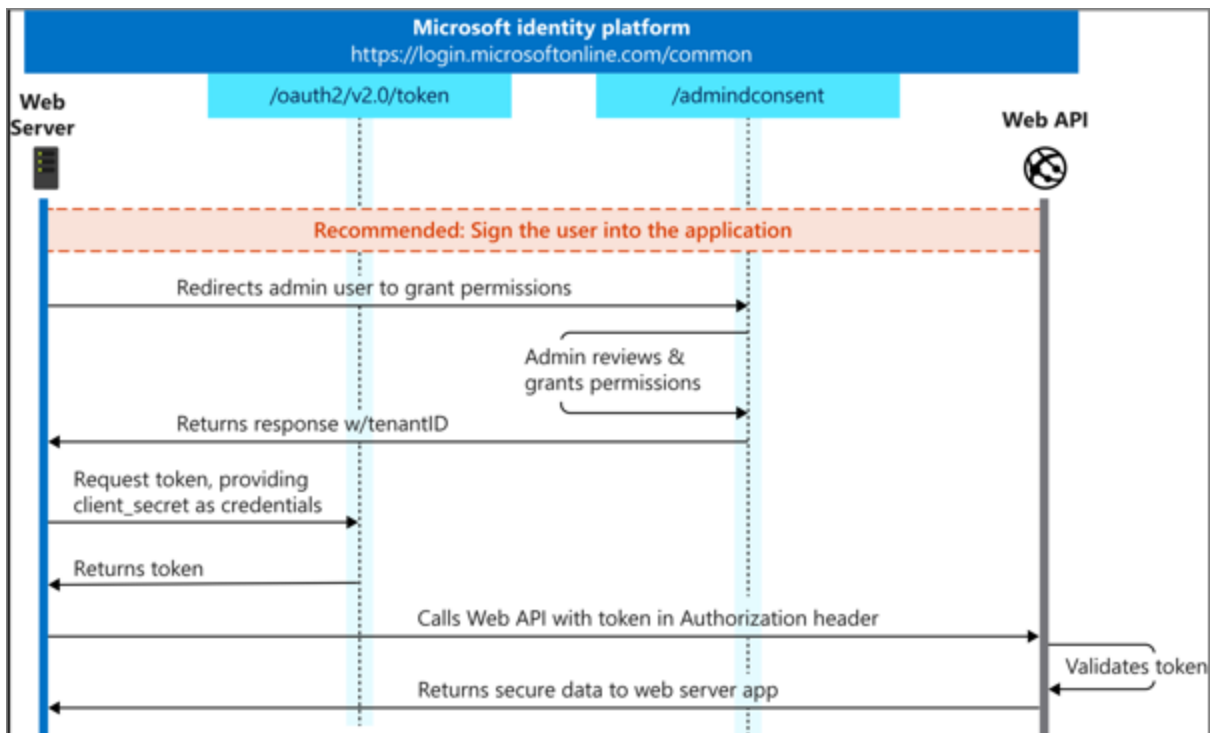 Microsoft identity platform
https://login.microsoftonline.com/common
/oauth2/v2.0/token
/admindconsent
Web
Server
Web API
Recommended: Sign the user into the application
Redirects admin user to grant permissions
Admin reviews &
grants permissions
Returns response w/tenantID
Request token, providing
client_secret as credentials
Returns token
Calls Web API with token in Authorization header
Validates token
Returns secure data to web server app